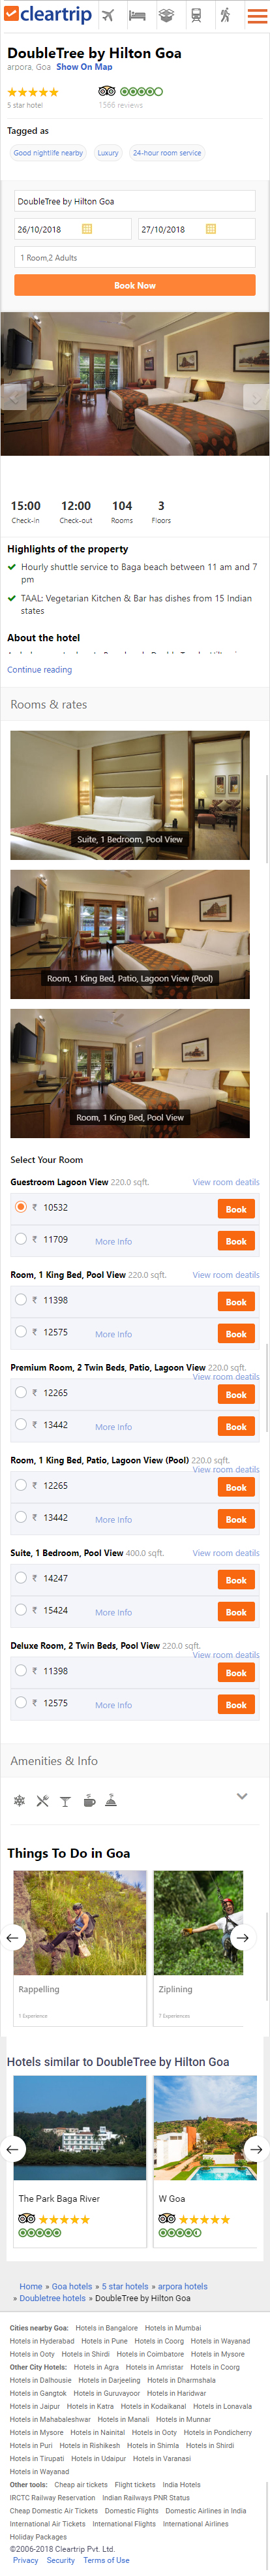 cleartrip
DoubleTree by Hilton Goa
arpora, Goa Show On Map
5 star hotel 1566 reviews
Tagged as
Good nightlife nearby Luxury 24-hour room service
DoubleTree by Hilton Goa
26/10/2018 27/10/2018
1 Room,2 Adults
Book Now
15:00 12:00 104 3
Check-in Check-out Rooms Floors
Highlights of the property
Hourly shuttle service to Baga beach between 11 am and 7
pm
TAAL: Vegetarian Kitchen & Bar has dishes from 15 Indian
states
About the hotel
Continue reading
Rooms & rates
Suite, 1 Bedroom, Pool View
Room, 1 King Bed, Patio, Lagoon View (Pool)
Room, 1 King Bed, Pool View
Select Your Room
Guestroom Lagoon View 220.0 sqft. View room deatils
₹ 10532 Book
₹ 11709 More Info Book
Room, 1 King Bed, Pool View 220.0 sqft. View room deatils
₹ 11398 Book
₹ 12575 More Info Book
Premium Room, 2 Twin Beds, Patio, Lagoon View 220.0 sqft.
View room deatils
₹ 12265 Book
₹ 13442 More Info Book
Room, 1 King Bed, Patio, Lagoon View (Pool) 220.0 sqft.
View room deatils
₹ 12265 Book
₹ 13442 More Info Book
Suite, 1 Bedroom, Pool View 400.0 sqft. View room deatils
₹ 14247 Book
₹ 15424 More Info Book
Deluxe Room, 2 Twin Beds, Pool View 220.0 sqft.
View room deatils
₹ 11398 Book
₹ 12575 More Info Book
Amenities & Info
Things To Do in Goa
Rappelling Ziplining
1 Experience 7 Experiences
Hotels similar to DoubleTree by Hilton Goa
The Park Baga River W Goa
Home » Goa hotels » 5 star hotels » arpora hotels
» Doubletree hotels » DoubleTree by Hilton Goa
Cities nearby Goa: Hotels in Bangalore Hotels in Mumbai
Hotels in Hyderabad Hotels in Pune Hotels in Coorg Hotels in Wayanad
Hotels in Ooty Hotels in Shirdi Hotels in Coimbatore Hotels in Mysore
Other City Hotels: Hotels in Agra Hotels in Amristar Hotels in Coorg
Hotels in Dalhousie Hotels in Darjeeling Hotels in Dharmshala
Hotels in Gangtok Hotels in Guruvayoor Hotels in Haridwar
Hotels in Jaipur Hotels in Katra Hotels in Kodaikanal Hotels in Lonavala
Hotels in Mahabaleshwar Hotels in Manali Hotels in Munnar
Hotels in Mysore Hotels in Nainital Hotels in Ooty Hotels in Pondicherry
Hotels in Puri Hotels in Rishikesh Hotels in Shimla Hotels in Shirdi
Hotels in Tirupati Hotels in Udaipur Hotels in Varanasi
Hotels in Wayanad
Other tools: Cheap air tickets Flight tickets India Hotels
IRCTC Railway Reservation Indian Railways PNR Status
Cheap Domestic Air Tickets Domestic Flights Domestic Airlines in India
International Air Tickets International Flights International Airlines
Holiday Packages
©2006-2018 Cleartrip Pvt. Ltd.
Privacy Security Terms of Use